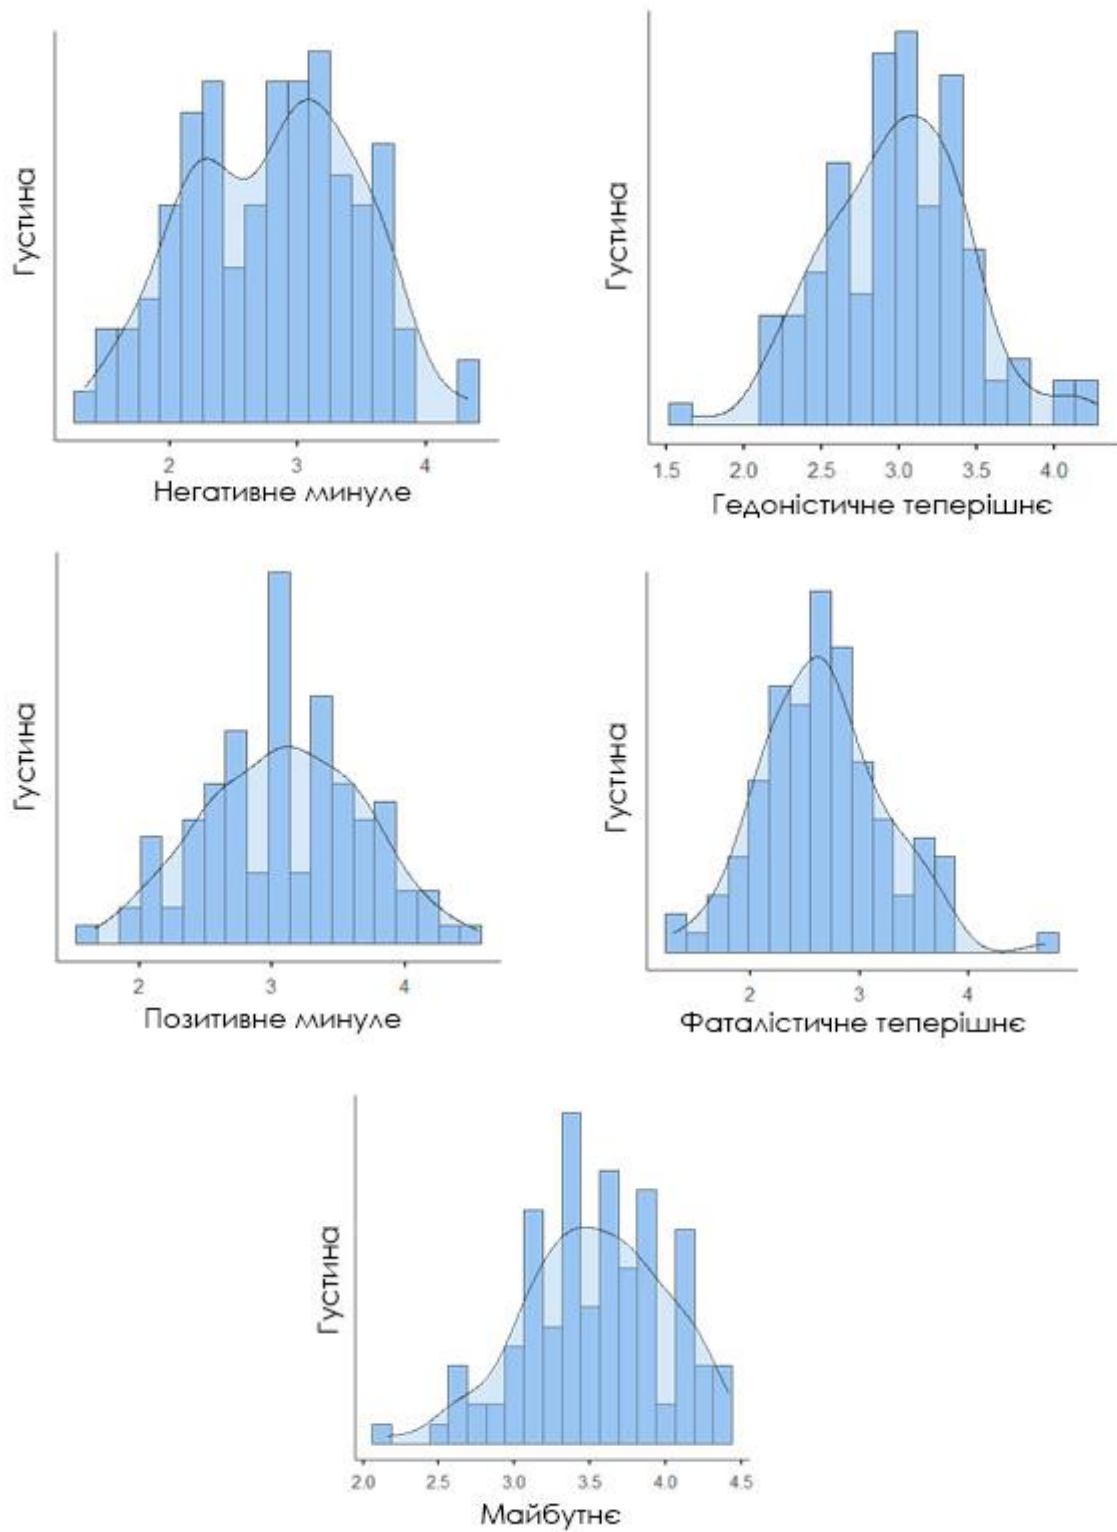 Густина
2 3 4
Негативне минуле
Густина
1.5 2.0 2.5 3.0 3.5 4.0
Гедоністичне теперішнє
Густина
2 3 4
Позитивне минуле
Густина
2 3 4
Фаталістичне теперішнє
Густина
2.0 2.5 3.0 3.5 4.0 4.5
Майбутнє